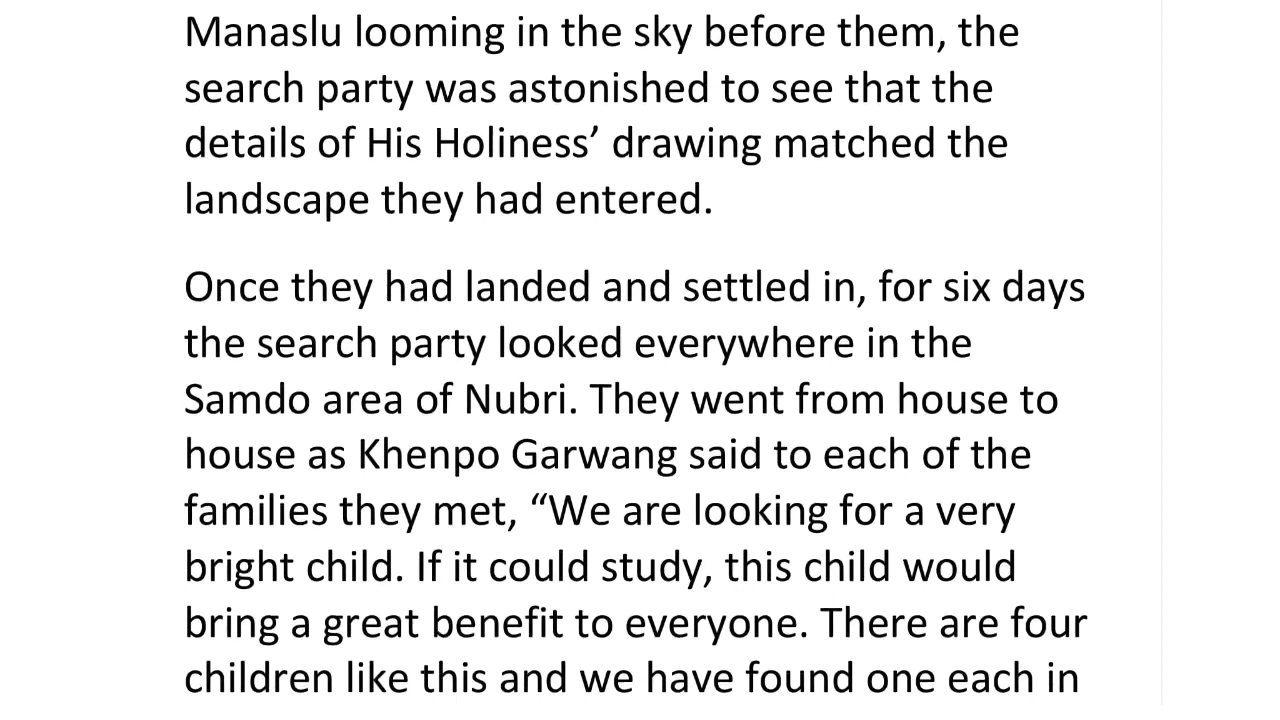 Manaslu looming in the sky before them, the
search party was astonished to see that the
details of His Holiness’ drawing matched the
landscape they had entered.
Once they had landed and settled in, for six days
the search party looked everywhere in the
Samdo area of Nubri. They went from house to
house as Khenpo Garwang said to each of the
families they met, “We are looking for a very
bright child. If it could study, this child would
bring a great benefit to everyone. There are four
children like this and we have found one each in